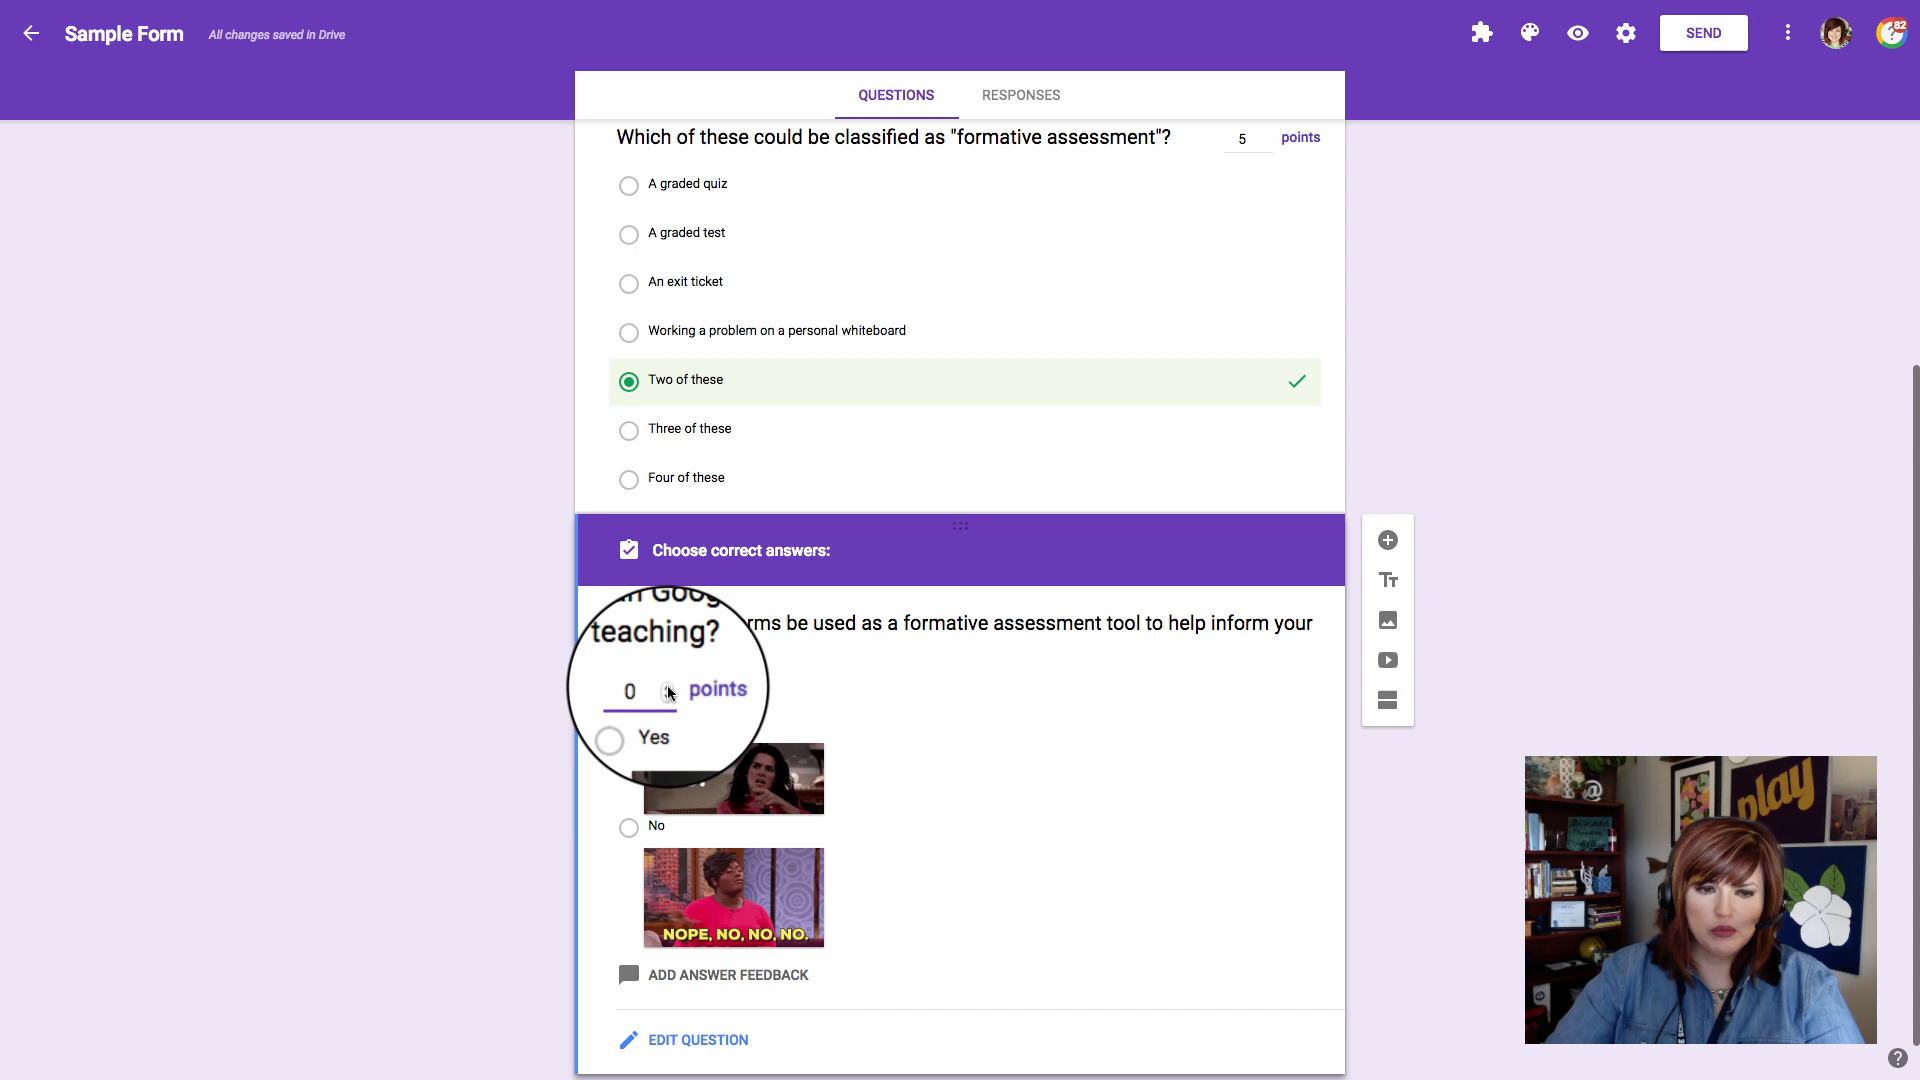 Sample Form
All changes saved in Drive
SEND
82
QUESTIONS
RESPONSES
Which of these could be classified as "formative assessment"?
5
points
A graded quiz
A graded test
An exit ticket
Working a problem on a personal whiteboard
Two of these
Three of these
Four of these
Choose correct answers:
rms be used as a formative assessment tool to help inform your
teaching?
0
points
Yes
No
NOPE, NO, NO, NO.
ADD ANSWER FEEDBACK
EDIT QUESTION
play
@